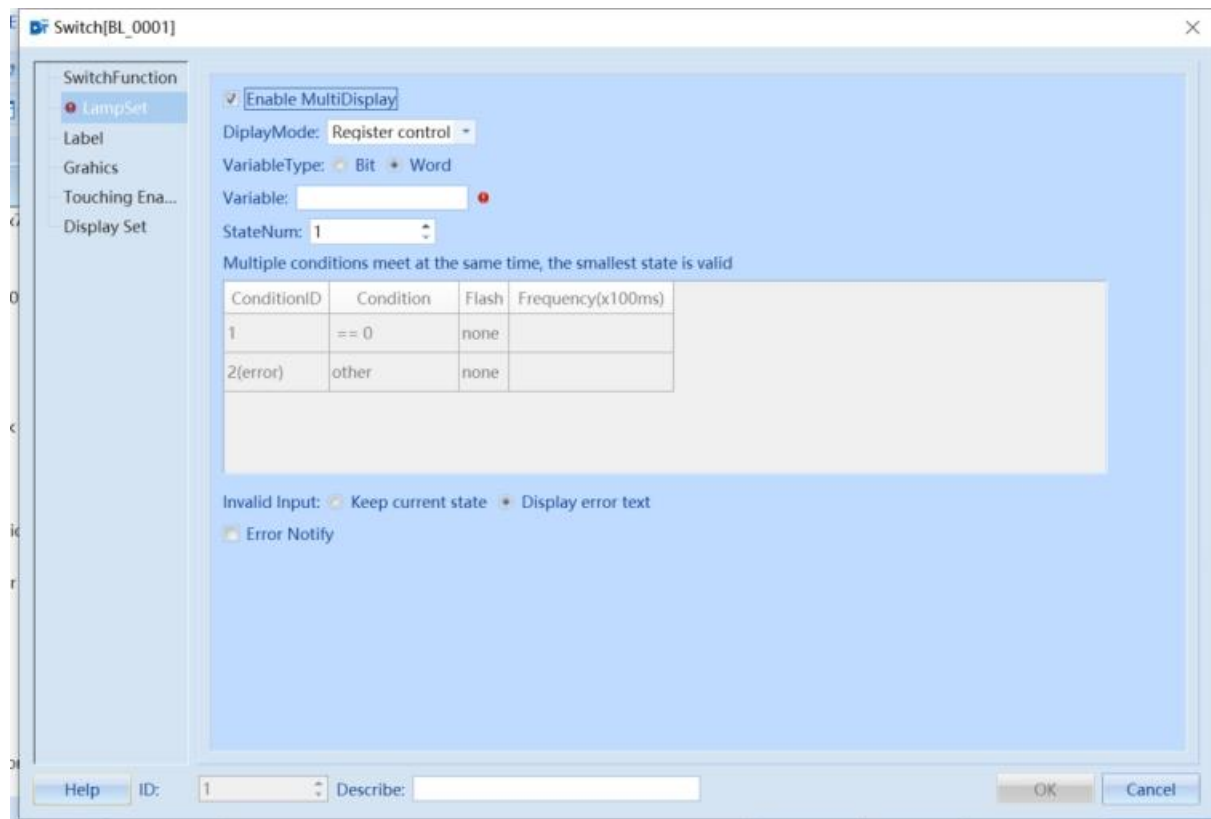 Switch[BL_0001]
SwitchFunction
LampSet
Label
Grahics
Touching Ena...
Display Set
Enable MultiDisplay
DiplayMode: Register control
VariableType: Bit Word
Variable:
StateNum: 1
Multiple conditions meet at the same time, the smallest state is valid
ConditionID Condition Flash Frequency(x100ms)
1 == 0 none
2(error) other none
Invalid Input: Keep current state Display error text
Error Notify
Help ID: 1 Describe: OK Cancel